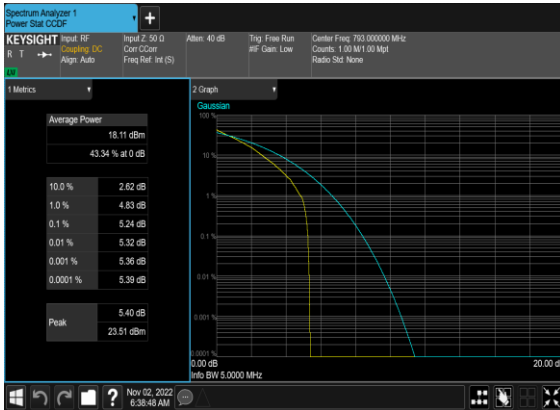 Spectrum Analyzer 1
Power Stat CCDF
KEYSIGHT
R T
Input: RF
Coupling: DC
Align: Auto
Input Z: 50 Ω
Corr CCorr
Freq Ref: Int (S)
Atten: 40 dB
Trig: Free Run
#IF Gain: Low
Center Freq: 793.000000 MHz
Counts: 1.00 M/1.00 Mpt
Radio Std: None
1 Metrics
Average Power
18.11 dBm
43.34 % at 0 dB
10.0 % 2.62 dB
1.0 % 4.83 dB
0.1 % 5.24 dB
0.01 % 5.32 dB
0.001 % 5.36 dB
0.0001 % 5.39 dB
Peak
5.40 dB
23.51 dBm
2 Graph
Gaussian
100 %
10 %
1 %
0.1 %
0.01 %
0.001 %
0.0001 %
0.00 dB
20.00 d
Info BW 5.0000 MHz
?
Nov 02, 2022
6:38:48 AM